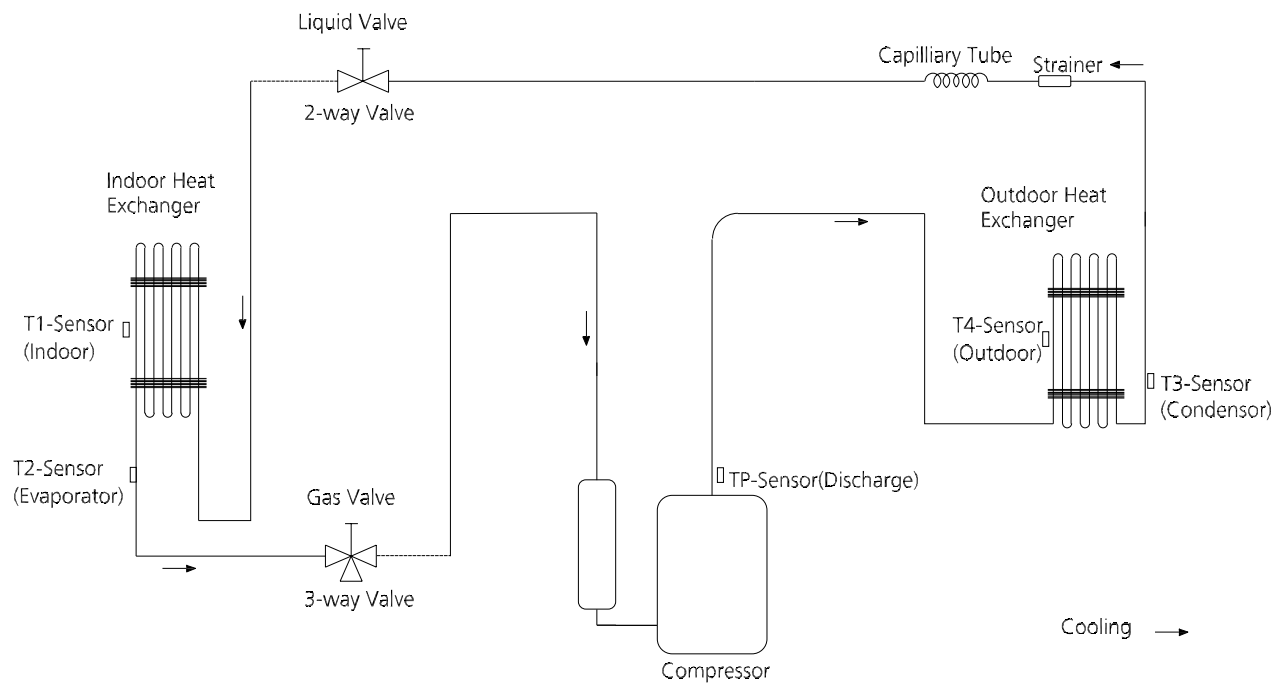 Liquid Valve
2-way Valve
Capilliary Tube
Strainer
Indoor Heat
Exchanger
Outdoor Heat
Exchanger
T1-Sensor
(Indoor)
T4-Sensor
(Outdoor)
T3-Sensor
(Condensor)
T2-Sensor
(Evaporator)
TP-Sensor(Discharge)
Gas Valve
3-way Valve
Compressor
Cooling